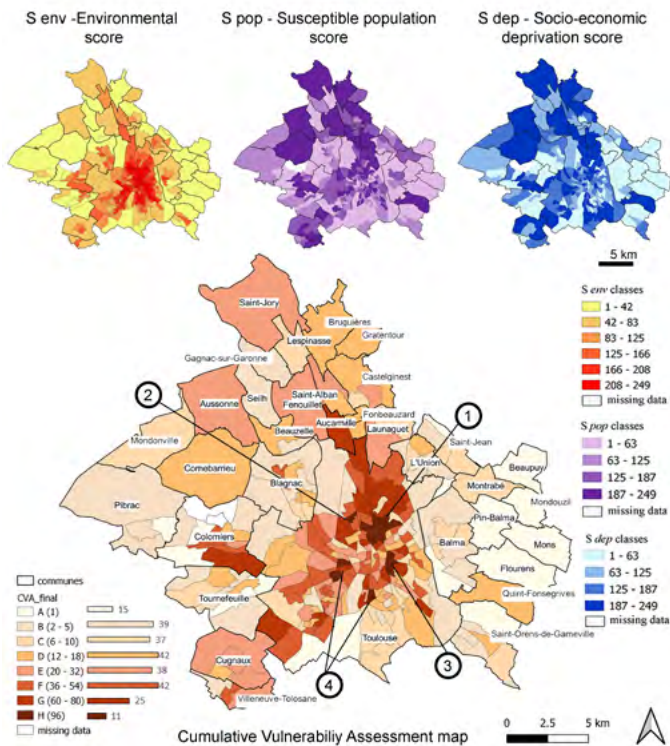 S env -Environmental
score
S pop - Susceptible population
score
S dep - Socio-economic
deprivation score
5 km
Saint-Jory
Bruguières
Lespinasse
Gratentour
Gagnac-sur-Garonne
Castelginest
Saint-Alban
Fenouillet
Seilh
Aussonne
Fonbeauzard
Aucamville
Launaguet
Beauzelle
Mondonville
Saint-Jean
L'Union
Beaupuy
Cornebarrieu
Montrabé
Blagnac
Mondouzil
Pibrac
Pin-Balma
Colomiers
Balma
Mons
Flourens
Tournefeuille
Quint-Fonsegrives
Toulouse
Saint-Orens-de-Gameville
Cugnaux
Villeneuve-Tolosane
1
2
3
4
S env classes
1 - 42
42 - 83
83 - 125
125 - 166
166 - 208
208 - 249
missing data
S pop classes
1 - 63
63 - 125
125 - 187
187 - 249
missing data
S dep classes
1 - 63
63 - 125
125 - 187
187 - 249
missing data
communes
CVA_final
A (1) 15
B (2 - 5) 39
C (6 - 10) 37
D (12 - 18) 42
E (20 - 32) 38
F (36 - 54) 42
G (60 - 80) 25
H (96) 11
missing data
Cumulative Vulnerabiliy Assessment map
0 2.5 5 km